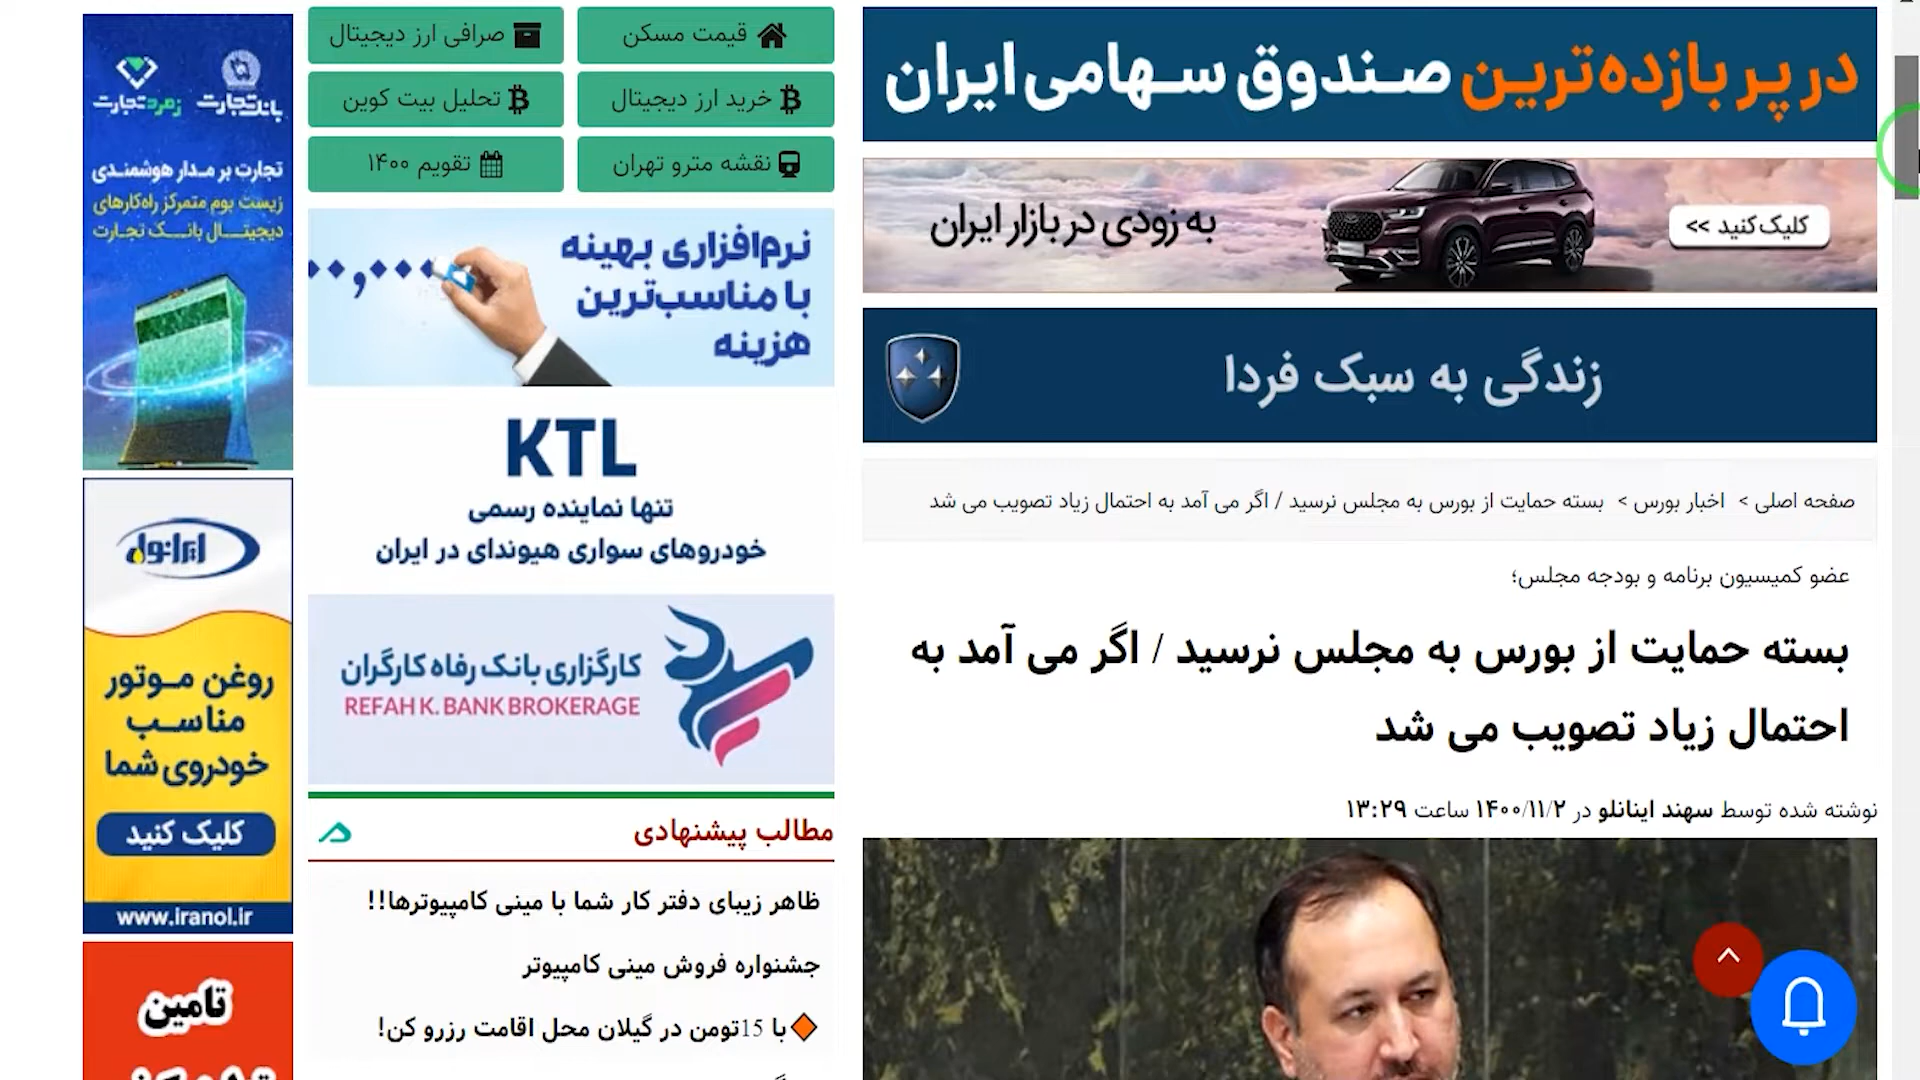 در پر بازده‌ترین صندوق سهامی ایران
به زودی در بازار ایران
کلیک کنید >>
زندگی به سبک فردا
صفحه اصلی > اخبار بورس > بسته حمایت از بورس به مجلس نرسید / اگر می آمد به احتمال زیاد تصویب می شد
عضو کمیسیون برنامه و بودجه مجلس؛
بسته حمایت از بورس به مجلس نرسید / اگر می آمد به
احتمال زیاد تصویب می شد
نوشته شده توسط سهند اینانلو در ۱۴۰۰/۱۱/۲ ساعت ۱۳:۲۹
قیمت مسکن
صرافی ارز دیجیتال
خرید ارز دیجیتال
تحلیل بیت کوین
نقشه مترو تهران
تقویم ۱۴۰۰
نرم‌افزاری بهینه
با مناسب‌ترین
هزینه
KTL
تنها نماینده رسمی
خودروهای سواری هیوندای در ایران
کارگزاری بانک رفاه کارگران
REFAH K. BANK BROKERAGE
مطالب پیشنهادی
ظاهر زیبای دفتر کار شما با مینی کامپیوترها!!
جشنواره فروش مینی کامپیوتر
با 15تومن در گیلان محل اقامت رزرو کن!
بانک تجارت
زمرد تجارت
تجارت بر مدار هوشمندی
زیست بوم متمرکز راه‌کارهای
دیجیتال بانک تجارت
ایرانول
روغن موتور
مناسب
خودروی شما
کلیک کنید
www.iranol.ir
تامین